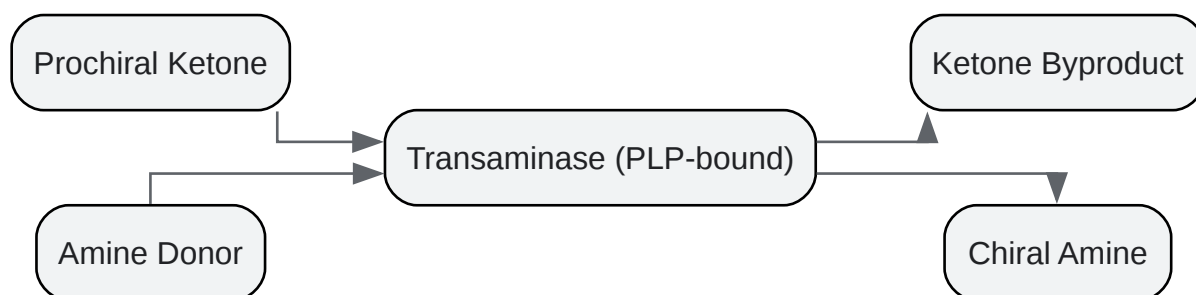 Prochiral Ketone
Ketone Byproduct
Transaminase (PLP-bound)
Amine Donor
Chiral Amine